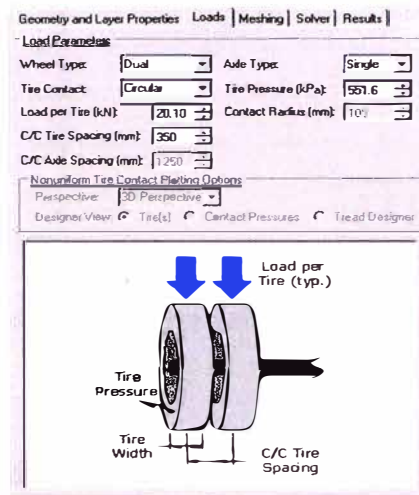 Geometry and Layer Properties Loads Meshing Solver Results
Load Parameters
Wheel Type: Dual Axle Type: Single
Tire Contact: Circular Tire Pressure (kPa): 551.6
Load per Tire (kN): 20.10 Contact Radius (mm):
C/C Tire Spacing (mm): 350
C/C Axle Spacing (mm): 1250
Nonuniform Tire Contact Plotting Options
Perspective: 3D Perspective
Designer View: Tire(s) Contact Pressures Tread Designer
Load per
Tire (typ.)
Tire
Pressure
Tire
Width
C/C Tire
Spacing